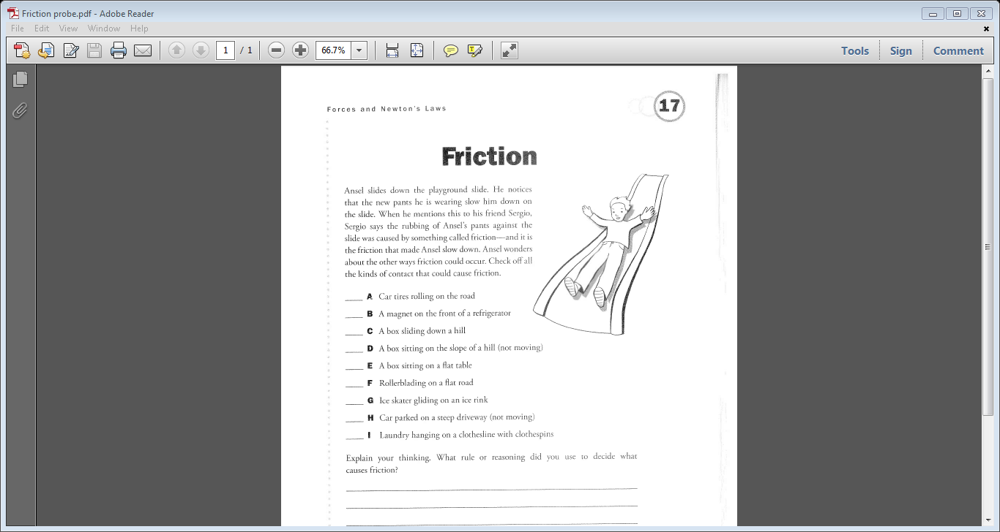 Friction probe.pdf - Adobe Reader
File Edit View Window Help
1 / 1 66.7% Tools Sign Comment
Forces and Newton's Laws
17
Friction
Ansel slides down the playground slide. He notices
that the new pants he is wearing slow him down on
the slide. When he mentions this to his friend Sergio,
Sergio says the rubbing of Ansel's pants against the
slide was caused by something called friction—and it is
the friction that made Ansel slow down. Ansel wonders
about the other ways friction could occur. Check off all
the kinds of contact that could cause friction.
____ A Car tires rolling on the road
____ B A magnet on the front of a refrigerator
____ C A box sliding down a hill
____ D A box sitting on the slope of a hill (not moving)
____ E A box sitting on a flat table
____ F Rollerblading on a flat road
____ G Ice skater gliding on an ice rink
____ H Car parked on a steep driveway (not moving)
____ I Laundry hanging on a clothesline with clothespins
Explain your thinking. What rule or reasoning did you use to decide what
causes friction?